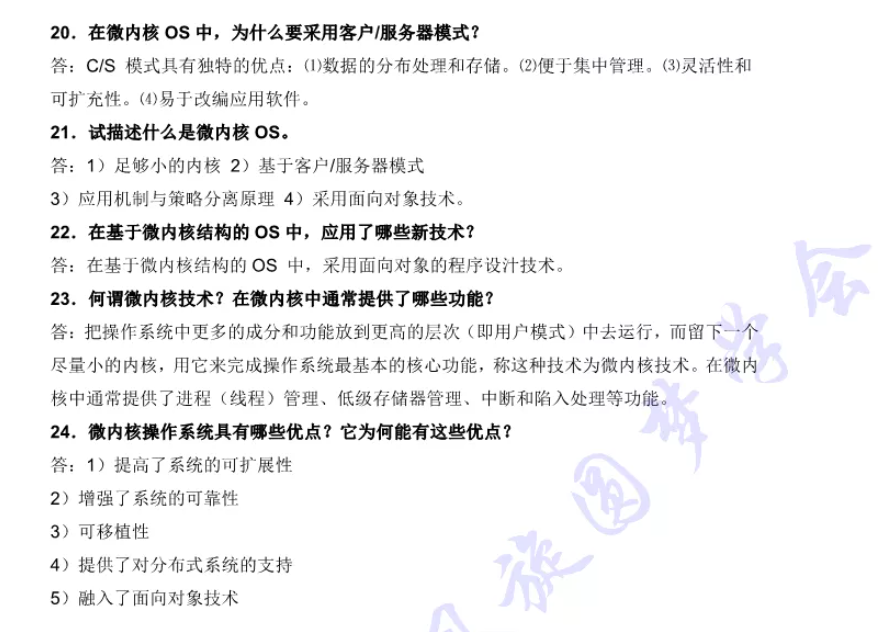 20．在微内核 OS 中，为什么要采用客户/服务器模式？
答：C/S 模式具有独特的优点：⑴数据的分布处理和存储。⑵便于集中管理。⑶灵活性和
可扩充性。⑷易于改编应用软件。
21．试描述什么是微内核 OS。
答：1）足够小的内核 2）基于客户/服务器模式
3）应用机制与策略分离原理 4）采用面向对象技术。
22．在基于微内核结构的 OS 中，应用了哪些新技术？
答：在基于微内核结构的 OS 中，采用面向对象的程序设汁技术。
23．何谓微内核技术？在微内核中通常提供了哪些功能？
答：把操作系统中更多的成分和功能放到更高的层次（即用户模式）中去运行，而留下一个
尽量小的内核，用它来完成操作系统最基本的核心功能，称这种技术为微内核技术。在微内
核中通常提供了进程（线程）管理、低级存储器管理、中断和陷入处理等功能。
24．微内核操作系统具有哪些优点？它为何能有这些优点？
答：1）提高了系统的可扩展性
2）增强了系统的可靠性
3）可移植性
4）提供了对分布式系统的支持
5）融入了面向对象技术
族圆梦学会